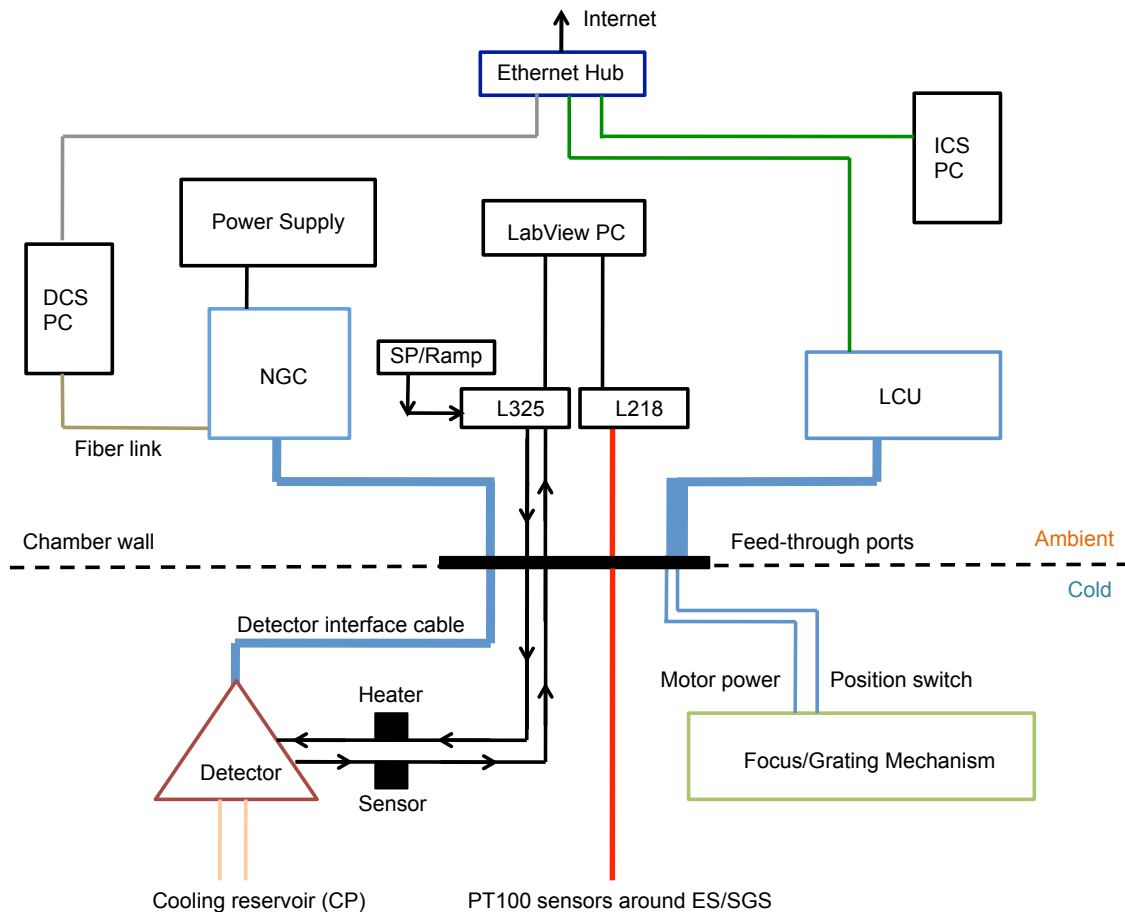 Internet
Ethernet Hub
ICS
PC
Power Supply
LabView PC
DCS
PC
SP/Ramp
NGC
L325
L218
LCU
Fiber link
Chamber wall
Feed-through ports
Ambient
Cold
Detector interface cable
Motor power
Position switch
Heater
Detector
Focus/Grating Mechanism
Sensor
Cooling reservoir (CP)
PT100 sensors around ES/SGS